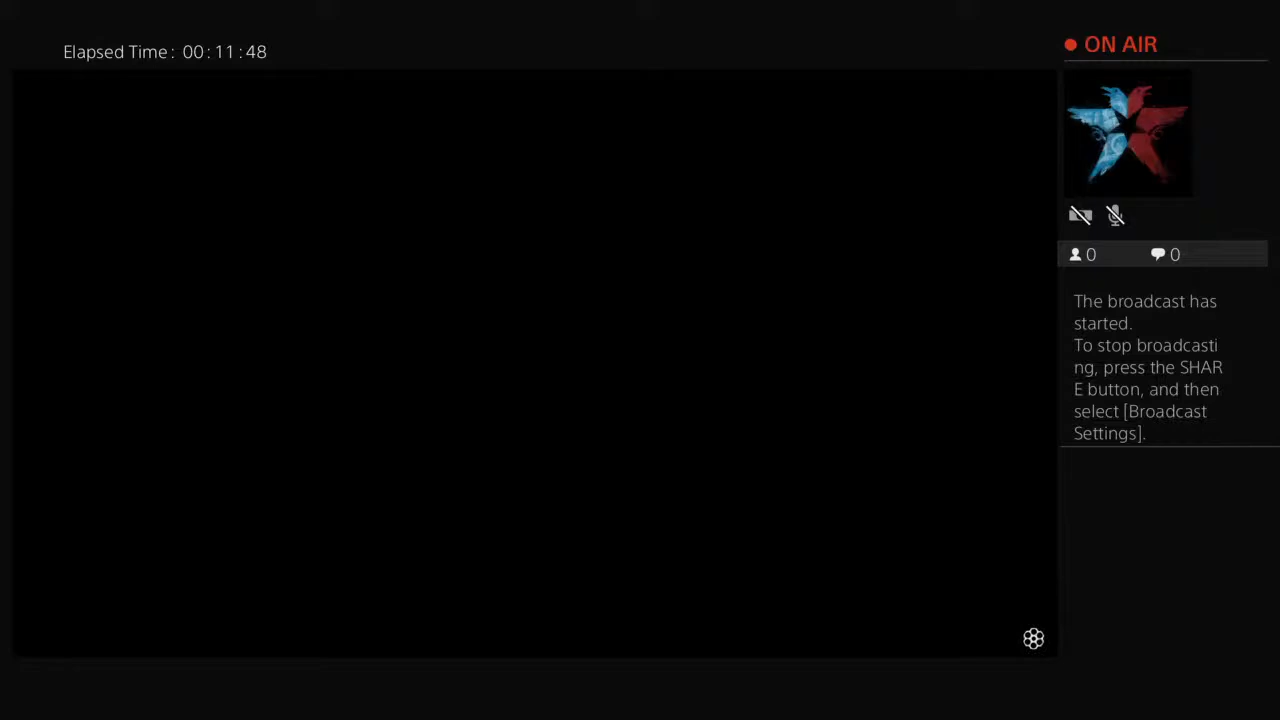 Elapsed Time: 00:11:48
ON AIR
0
0
The broadcast has
started.
To stop broadcasti
ng, press the SHAR
E button, and then
select [Broadcast
Settings].